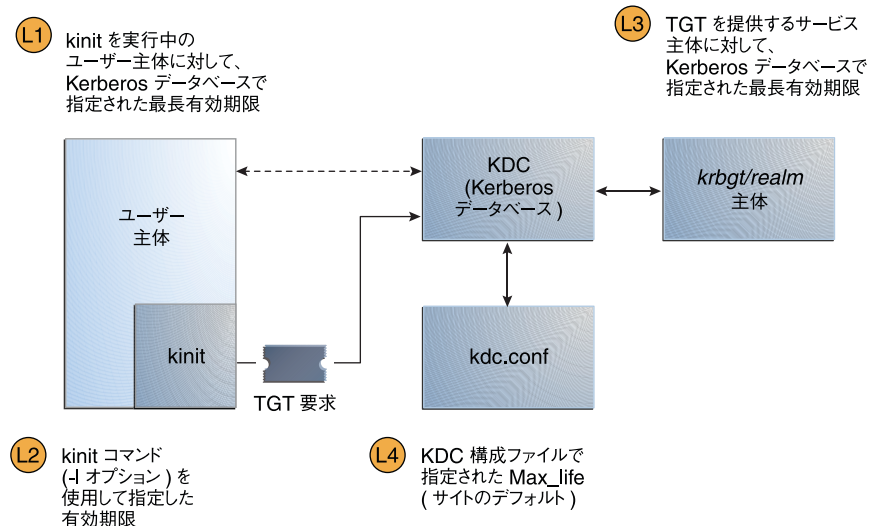 L1
kinit を実行中の
ユーザー主体に対して、
Kerberos データベースで
指定された最長有効期限
L3
TGT を提供するサービス
主体に対して、
Kerberos データベースで
指定された最長有効期限
ユーザー
主体
KDC
(Kerberos
データベース)
krbgt/realm
主体
kinit
TGT 要求
kdc.conf
L2
kinit コマンド
(-l オプション) を
使用して指定した
有効期限
L4
KDC 構成ファイルで
指定された Max_life
(サイトのデフォルト)